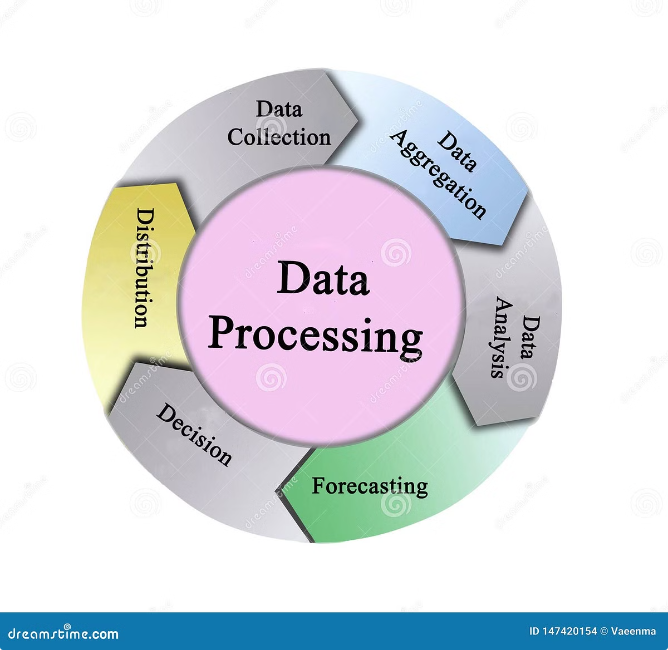 Data
Collection
Data
Aggregation
Data
Analysis
Forecasting
Decision
Distribution
Data
Processing
dreamstime.com
ID 147420154 © Vaeenma